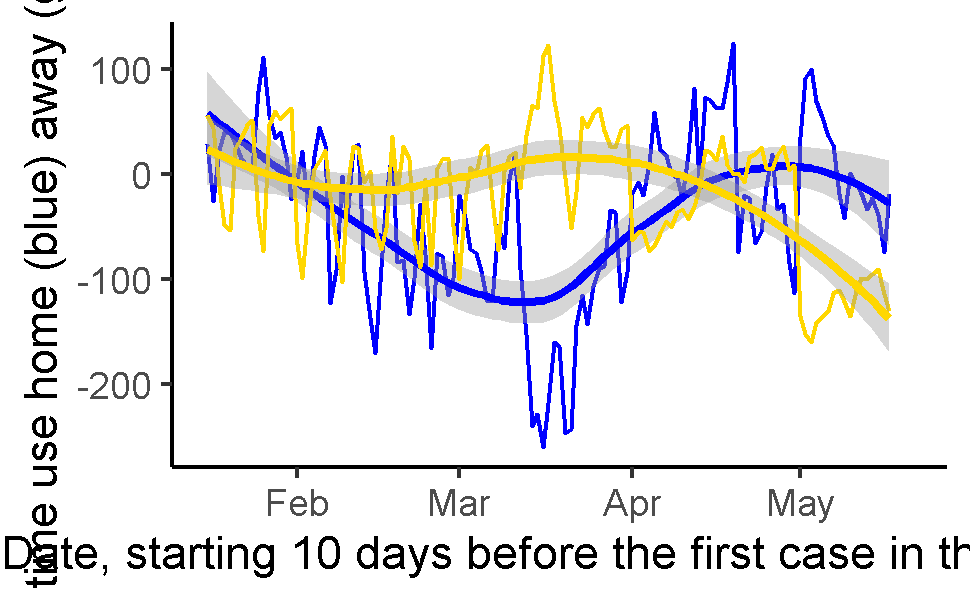 time use home (blue) away (
100
0
-100
-200
Feb Mar Apr May
Date, starting 10 days before the first case in th